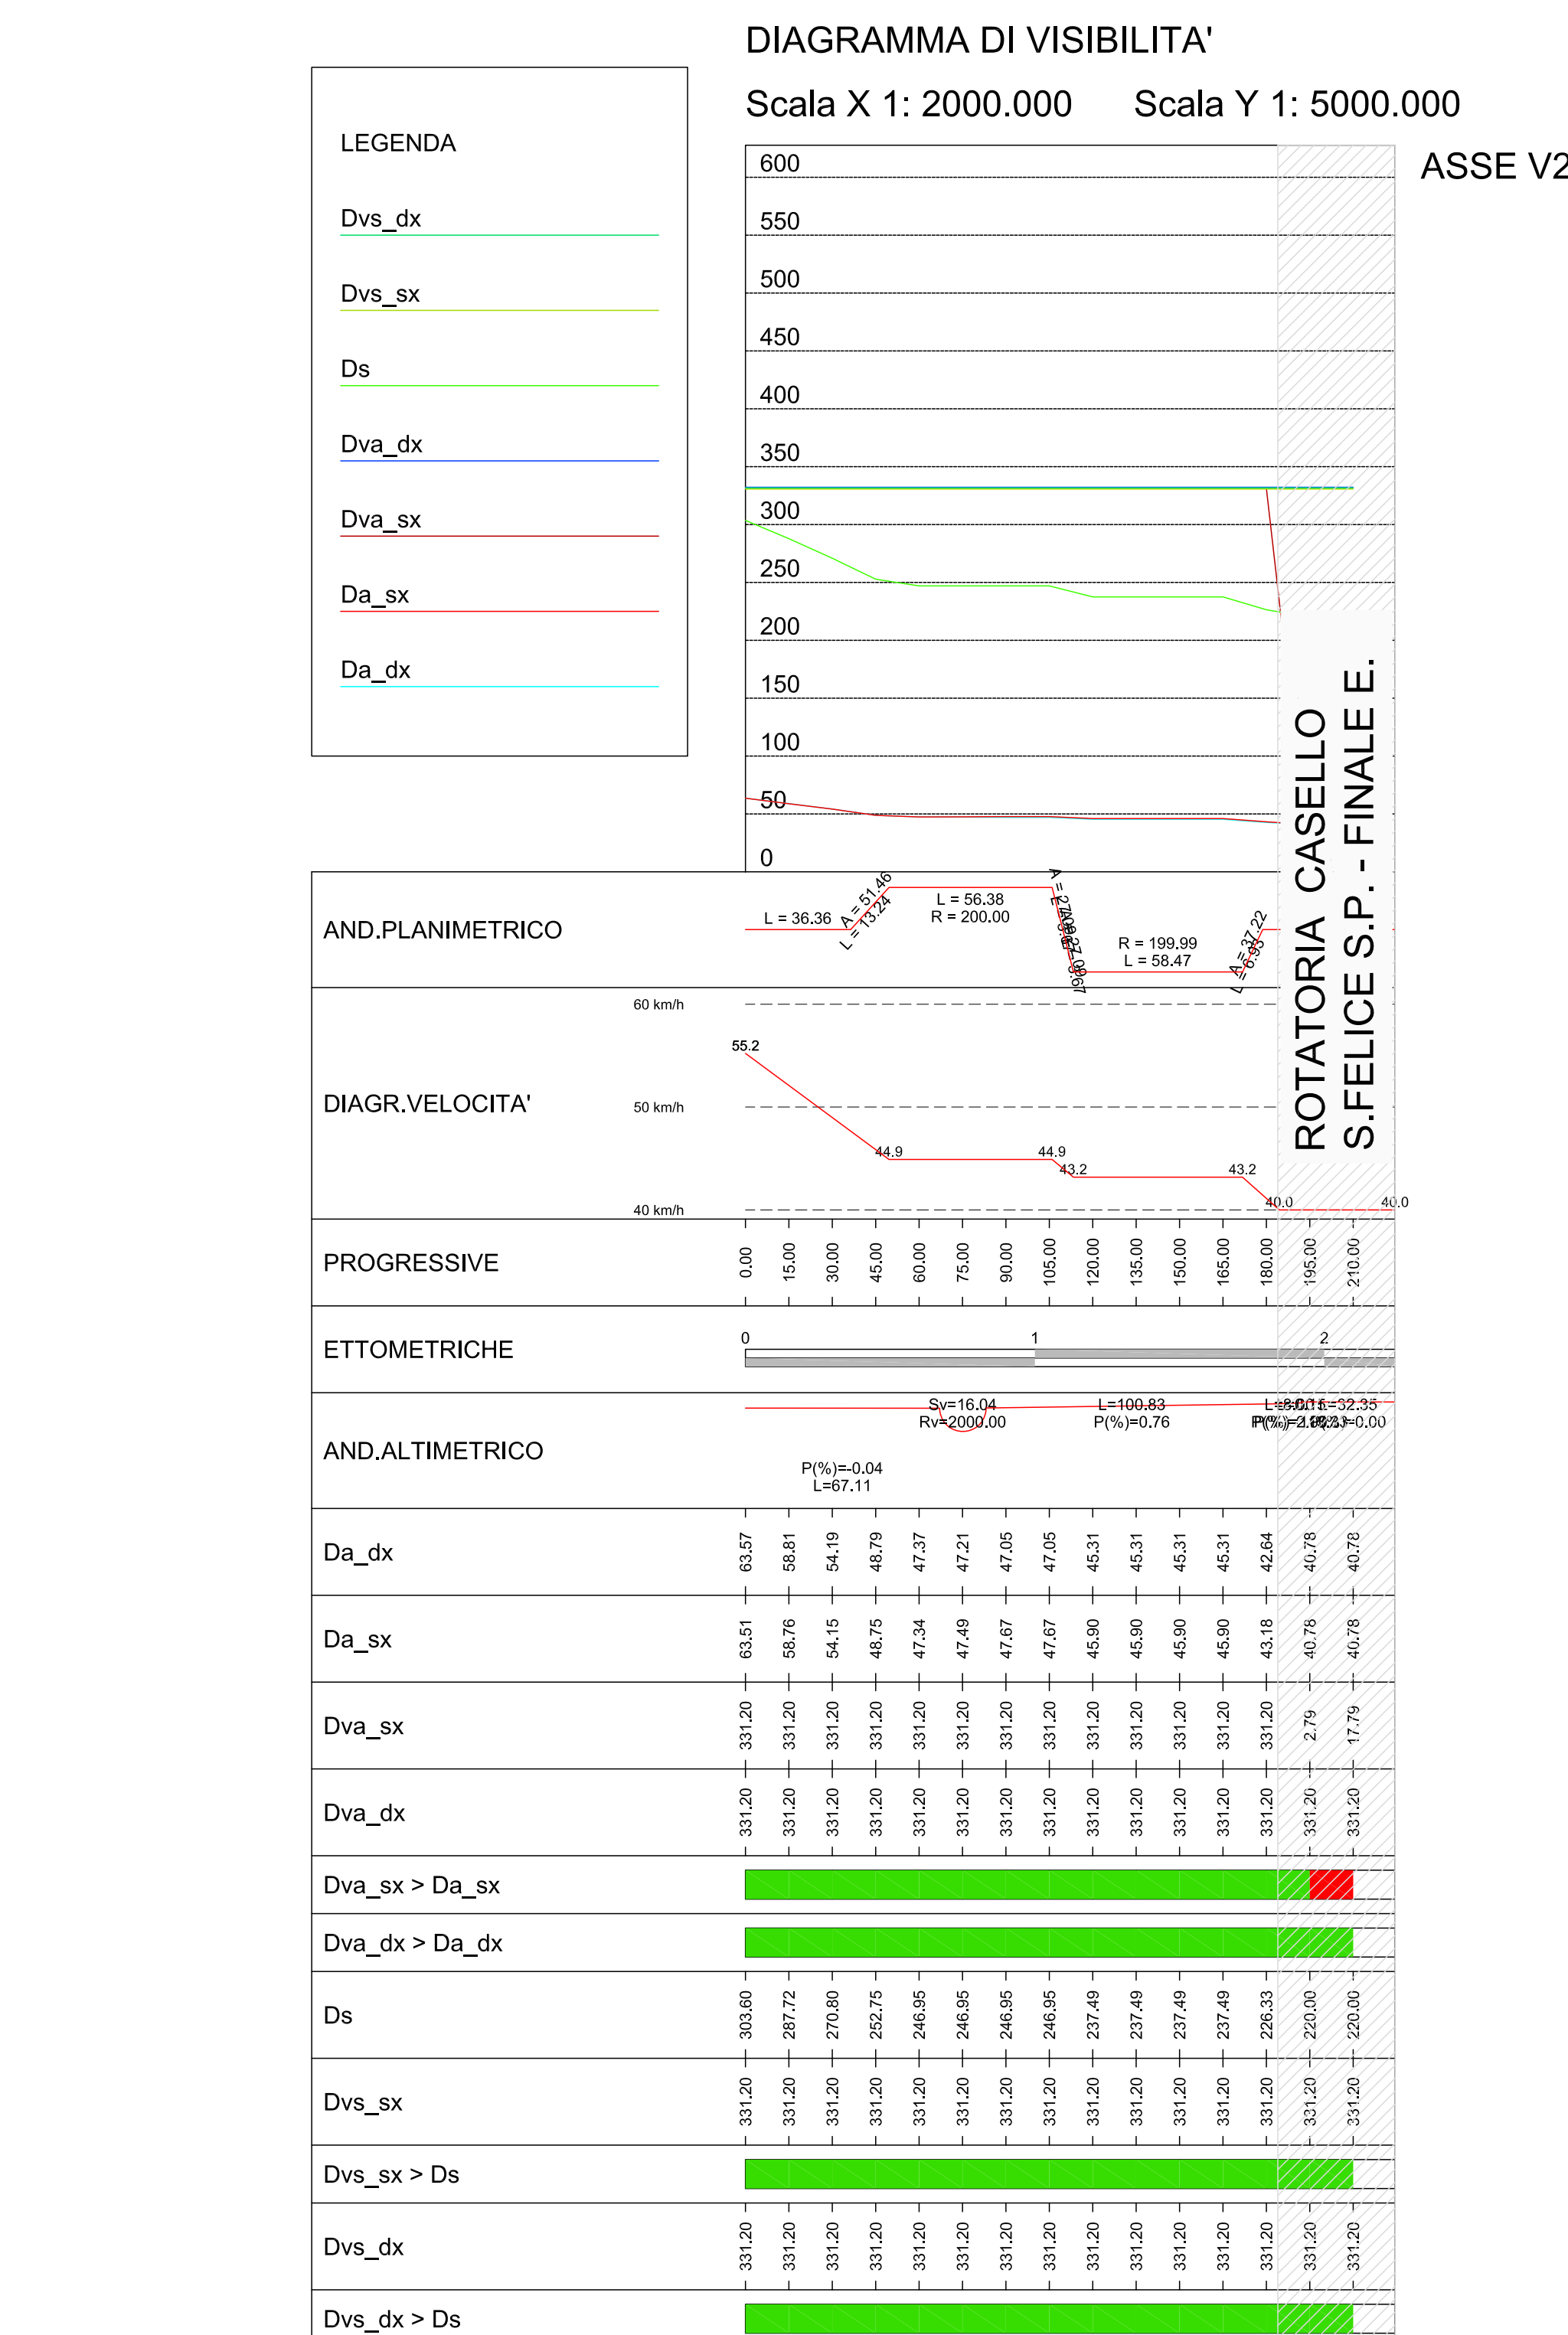 DIAGRAMMA DI VISIBILITA'
Scala X 1: 2000.000 Scala Y 1: 5000.000
ASSE V2
LEGENDA
Dvs_dx
Dvs_sx
Ds
Dva_dx
Dva_sx
Da_sx
Da_dx
600
550
500
450
400
350
300
250
200
150
100
50
0
ROTATORIA CASELLO
S.FELICE S.P. - FINALE E.
AND.PLANIMETRICO
L = 36.36
A = 51.46
L = 13.24
L = 56.38
R = 200.00
A = 27.09
R = 199.99
L = 58.47
A = 37.22
L = 6.93
DIAGR.VELOCITA'
60 km/h
50 km/h
40 km/h
55.2
44.9
44.9
43.2
43.2
40.0
40.0
PROGRESSIVE
0.00 15.00 30.00 45.00 60.00 75.00 90.00 105.00 120.00 135.00 150.00 165.00 180.00 195.00 210.00
ETTOMETRICHE
0 1 2
AND.ALTIMETRICO
P(%)=-0.04
L=67.11
Sv=16.04
Rv=2000.00
L=100.83
P(%)=0.76
Da_dx
63.57 58.81 54.19 48.79 47.37 47.21 47.05 47.05 45.31 45.31 45.31 45.31 42.64 40.78 40.78
Da_sx
63.51 58.76 54.15 48.75 47.34 47.49 47.67 47.67 45.90 45.90 45.90 45.90 43.18 40.78 40.78
Dva_sx
331.20 331.20 331.20 331.20 331.20 331.20 331.20 331.20 331.20 331.20 331.20 331.20 331.20 2.79 17.79
Dva_dx
331.20 331.20 331.20 331.20 331.20 331.20 331.20 331.20 331.20 331.20 331.20 331.20 331.20 331.20 331.20
Dva_sx > Da_sx
Dva_dx > Da_dx
Ds
303.60 287.72 270.80 252.75 246.95 246.95 246.95 246.95 237.49 237.49 237.49 237.49 226.33 220.00 220.00
Dvs_sx
331.20 331.20 331.20 331.20 331.20 331.20 331.20 331.20 331.20 331.20 331.20 331.20 331.20 331.20 331.20
Dvs_sx > Ds
Dvs_dx
331.20 331.20 331.20 331.20 331.20 331.20 331.20 331.20 331.20 331.20 331.20 331.20 331.20 331.20 331.20
Dvs_dx > Ds